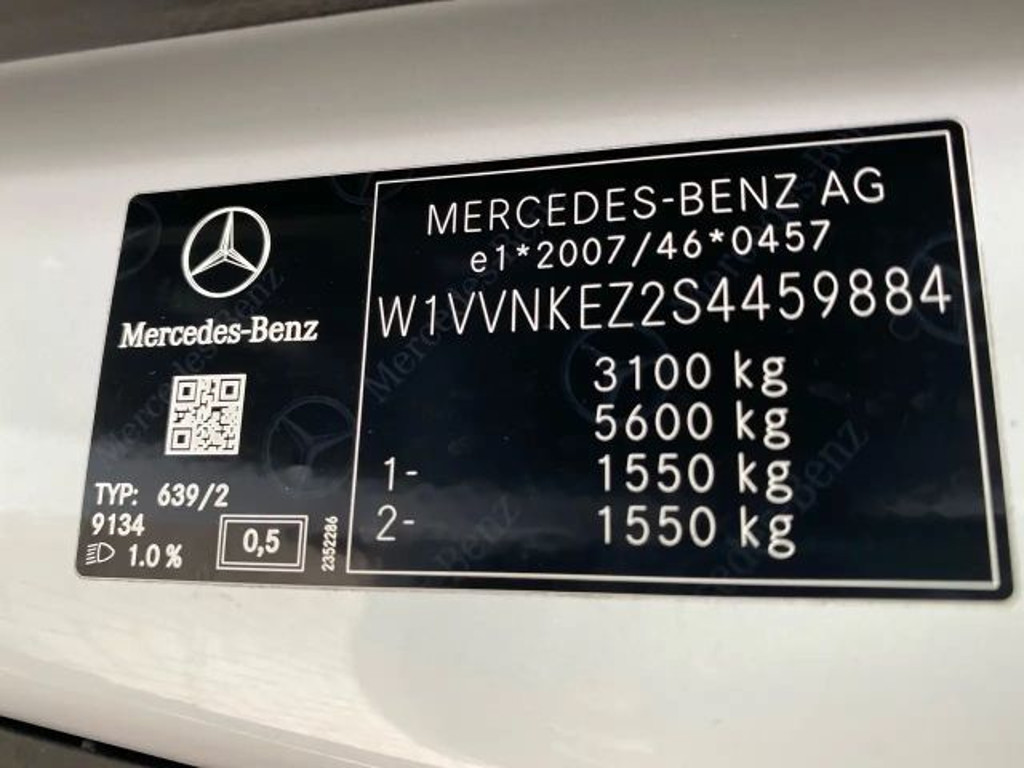 Mercedes-Benz
TYP: 639/2
9134
1.0 %
0,5
2352286
MERCEDES-BENZ AG
e1*2007/46*0457
W1VVNKEZ2S4459884
3100 kg
5600 kg
1- 1550 kg
2- 1550 kg